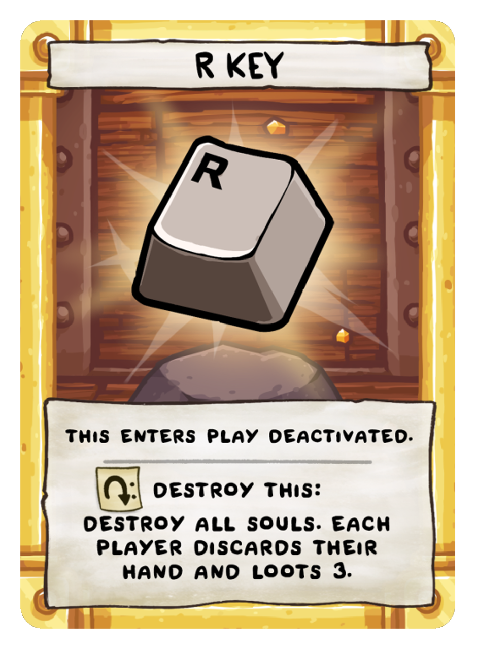 R KEY
R
THIS ENTERS PLAY DEACTIVATED.
: DESTROY THIS:
DESTROY ALL SOULS. EACH
PLAYER DISCARDS THEIR
HAND AND LOOTS 3.